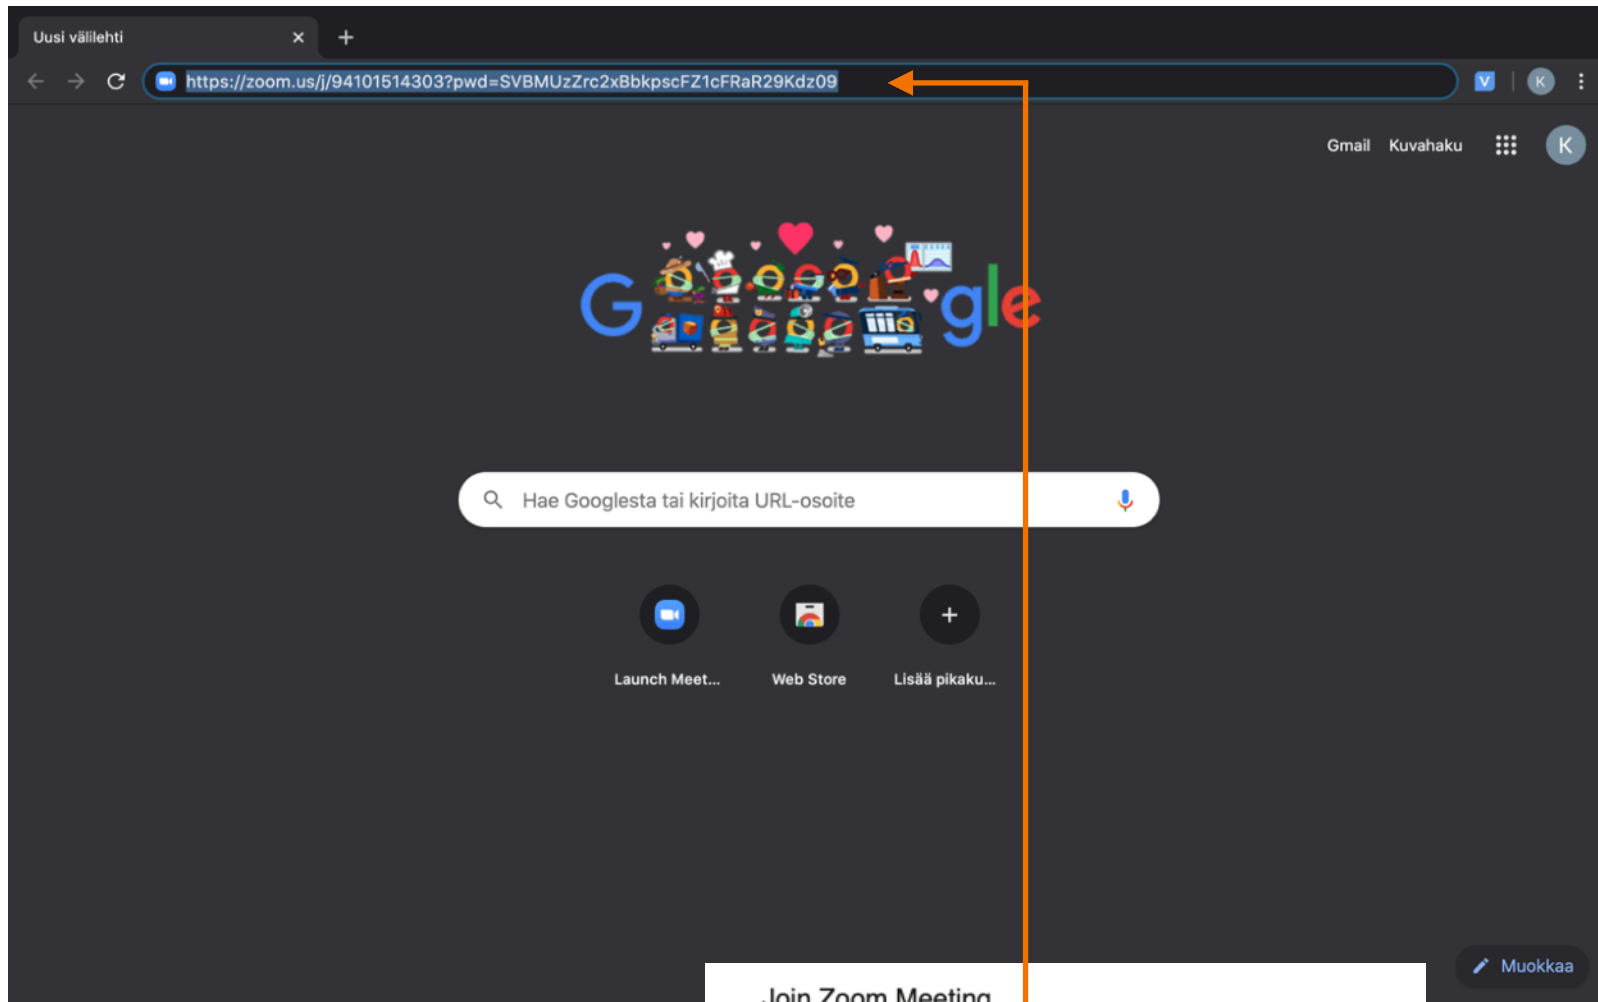 Uusi välilehti
https://zoom.us/j/94101514303?pwd=SVBMUzZrc2xBbkpscFZ1cFRaR29Kdz09
V
K
Gmail Kuvahaku
K
G gle
Hae Googlesta tai kirjoita URL-osoite
Launch Meet... Web Store Lisää pikaku...
Muokkaa
Join Zoom Meeting